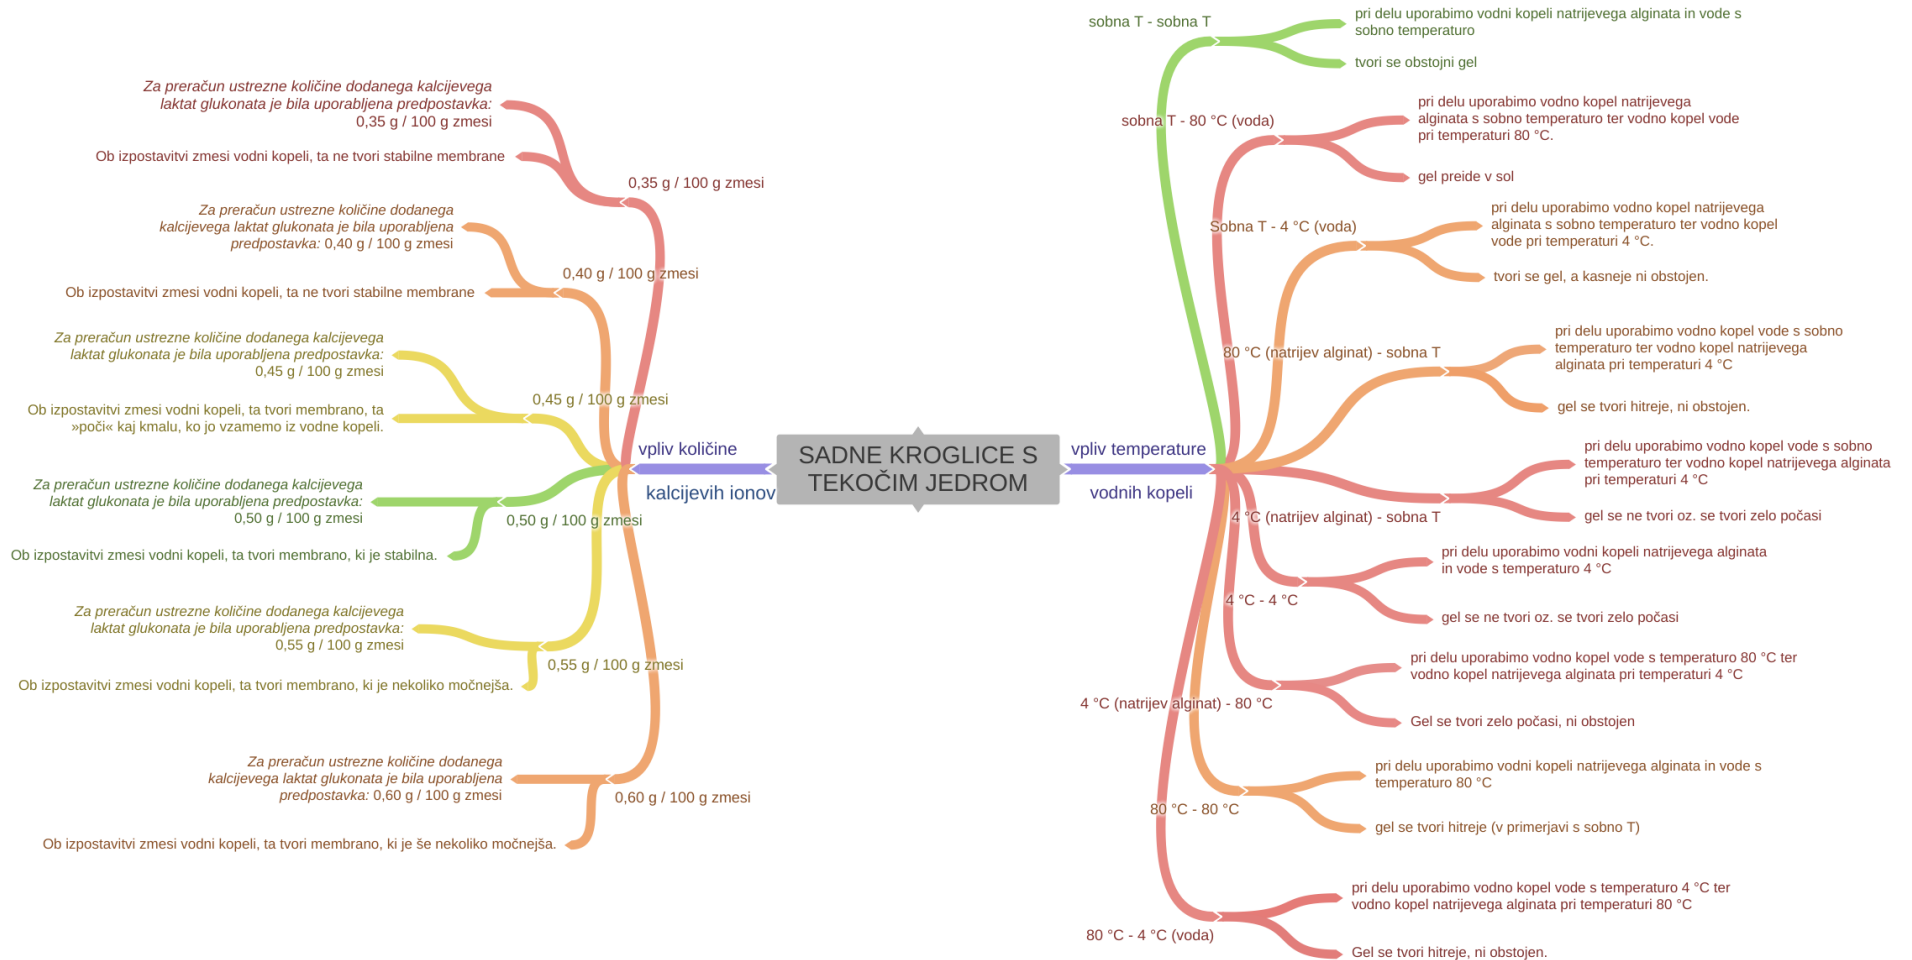 SADNE KROGLICE S
TEKOČIM JEDROM
vpliv količine
kalcijevih ionov
0,35 g / 100 g zmesi
Za preračun ustrezne količine dodanega kalcijevega
laktat glukonata je bila uporabljena predpostavka:
0,35 g / 100 g zmesi
Ob izpostavitvi zmesi vodni kopeli, ta ne tvori stabilne membrane
0,40 g / 100 g zmesi
Za preračun ustrezne količine dodanega
kalcijevega laktat glukonata je bila uporabljena
predpostavka: 0,40 g / 100 g zmesi
Ob izpostavitvi zmesi vodni kopeli, ta ne tvori stabilne membrane
0,45 g / 100 g zmesi
Za preračun ustrezne količine dodanega kalcijevega
laktat glukonata je bila uporabljena predpostavka:
0,45 g / 100 g zmesi
Ob izpostavitvi zmesi vodni kopeli, ta tvori membrano, ta
»poči« kaj kmalu, ko jo vzamemo iz vodne kopeli.
0,50 g / 100 g zmesi
Za preračun ustrezne količine dodanega kalcijevega
laktat glukonata je bila uporabljena predpostavka:
0,50 g / 100 g zmesi
Ob izpostavitvi zmesi vodni kopeli, ta tvori membrano, ki je stabilna.
0,55 g / 100 g zmesi
Za preračun ustrezne količine dodanega kalcijevega
laktat glukonata je bila uporabljena predpostavka:
0,55 g / 100 g zmesi
Ob izpostavitvi zmesi vodni kopeli, ta tvori membrano, ki je nekoliko močnejša.
0,60 g / 100 g zmesi
Za preračun ustrezne količine dodanega
kalcijevega laktat glukonata je bila uporabljena
predpostavka: 0,60 g / 100 g zmesi
Ob izpostavitvi zmesi vodni kopeli, ta tvori membrano, ki je še nekoliko močnejša.
vpliv temperature
vodnih kopeli
sobna T - sobna T
pri delu uporabimo vodni kopeli natrijevega alginata in vode s
sobno temperaturo
tvori se obstojni gel
sobna T - 80 °C (voda)
pri delu uporabimo vodno kopel natrijevega
alginata s sobno temperaturo ter vodno kopel vode
pri temperaturi 80 °C.
gel preide v sol
Sobna T - 4 °C (voda)
pri delu uporabimo vodno kopel natrijevega
alginata s sobno temperaturo ter vodno kopel
vode pri temperaturi 4 °C.
tvori se gel, a kasneje ni obstojen.
80 °C (natrijev alginat) - sobna T
pri delu uporabimo vodno kopel vode s sobno
temperaturo ter vodno kopel natrijevega
alginata pri temperaturi 4 °C
gel se tvori hitreje, ni obstojen.
4 °C (natrijev alginat) - sobna T
pri delu uporabimo vodno kopel vode s sobno
temperaturo ter vodno kopel natrijevega alginata
pri temperaturi 4 °C
gel se ne tvori oz. se tvori zelo počasi
4 °C - 4 °C
pri delu uporabimo vodni kopeli natrijevega alginata
in vode s temperaturo 4 °C
gel se ne tvori oz. se tvori zelo počasi
4 °C (natrijev alginat) - 80 °C
pri delu uporabimo vodno kopel vode s temperaturo 80 °C ter
vodno kopel natrijevega alginata pri temperaturi 4 °C
Gel se tvori zelo počasi, ni obstojen
80 °C - 80 °C
pri delu uporabimo vodni kopeli natrijevega alginata in vode s
temperaturo 80 °C
gel se tvori hitreje (v primerjavi s sobno T)
80 °C - 4 °C (voda)
pri delu uporabimo vodno kopel vode s temperaturo 4 °C ter
vodno kopel natrijevega alginata pri temperaturi 80 °C
Gel se tvori hitreje, ni obstojen.